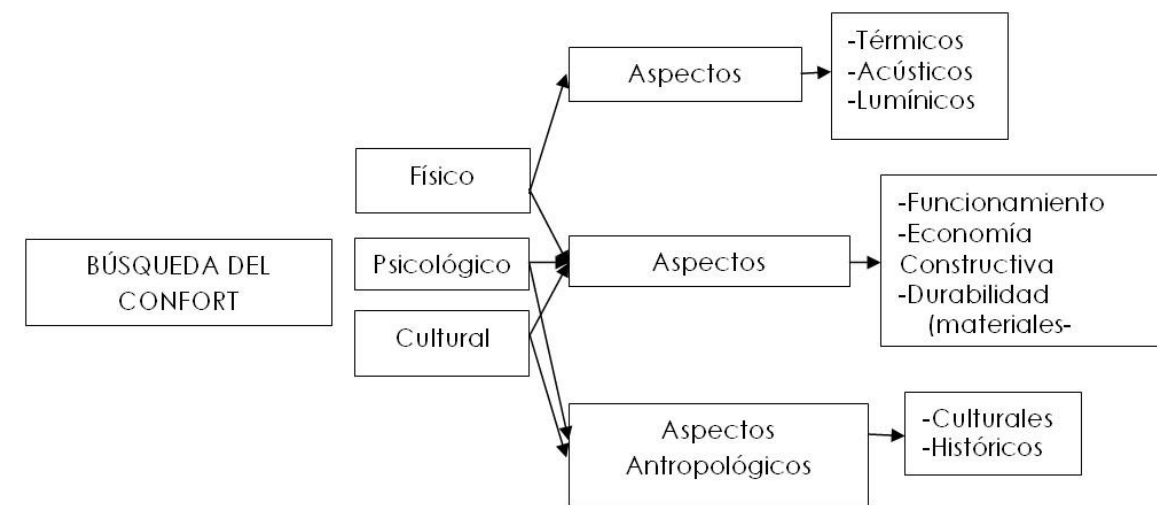 BÚSQUEDA DEL
CONFORT
Físico
Psicológico
Cultural
Aspectos
Aspectos
Aspectos
Antropológicos
-Térmicos
-Acústicos
-Lumínicos
-Funcionamiento
-Economía
Constructiva
-Durabilidad
(materiales-
-Culturales
-Históricos